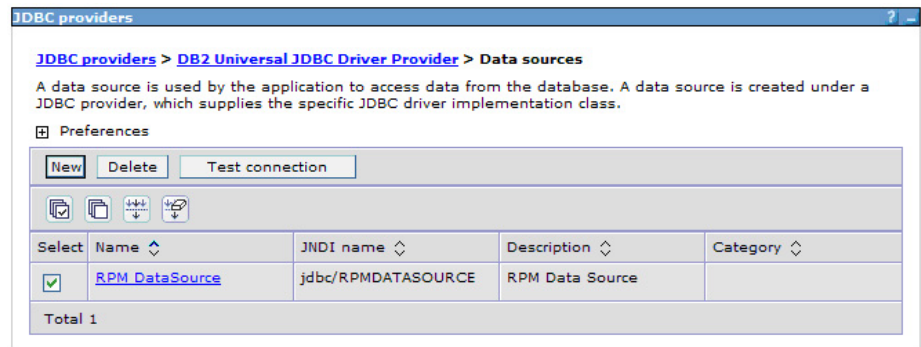 JDBC providers ? _
JDBC providers > DB2 Universal JDBC Driver Provider > Data sources
A data source is used by the application to access data from the database. A data source is created under a
JDBC provider, which supplies the specific JDBC driver implementation class.
Preferences
New Delete Test connection
Select Name JNDI name Description Category
RPM DataSource jdbc/RPMDATASOURCE RPM Data Source
Total 1